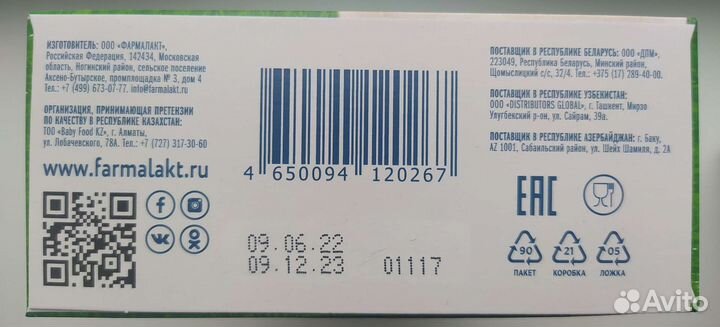 ИЗГОТОВИТЕЛЬ: ООО «ФАРМАЛАКТ»,
Российская Федерация, 142434, Московская
область, Ногинский район, сельское поселение
Аксено-Бутырское, промплощадка № 3, дом 4
Тел.: +7 (499) 673-07-77. info@farmalakt.ru
ОРГАНИЗАЦИЯ, ПРИНИМАЮЩАЯ ПРЕТЕНЗИИ
ПО КАЧЕСТВУ В РЕСПУБЛИКЕ КАЗАХСТАН:
ТОО «Baby Food KZ», г. Алматы,
ул. Лобачевского, 78А. Тел.: +7 (727) 317-30-60
www.farmalakt.ru
4 650094 120267
09.06.22
09.12.23 01117
ПОСТАВЩИК В РЕСПУБЛИКЕ БЕЛАРУСЬ: ООО «ДПМ»,
223049, Республика Беларусь, Минский район,
Щомыслицкий с/с, 32/4. Тел.: +375 (17) 289-40-00.
ПОСТАВЩИК В РЕСПУБЛИКЕ УЗБЕКИСТАН:
ООО «DISTRIBUTORS GLOBAL», г. Ташкент, Мирзо
Улугбекский р-он, ул. Сайрам, 39а.
ПОСТАВЩИК В РЕСПУБЛИКЕ АЗЕРБАЙДЖАН: г. Баку,
AZ 1001, Сабаильский район, ул. Шейх Шамиля, д. 2А
EAC
90 21 05
ПАКЕТ КОРОБКА ЛОЖКА
Avito